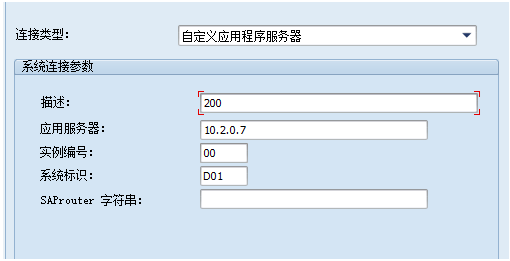 连接类型: 自定义应用程序服务器
系统连接参数
描述: 200
应用服务器: 10.2.0.7
实例编号: 00
系统标识: D01
SAProuter 字符串: